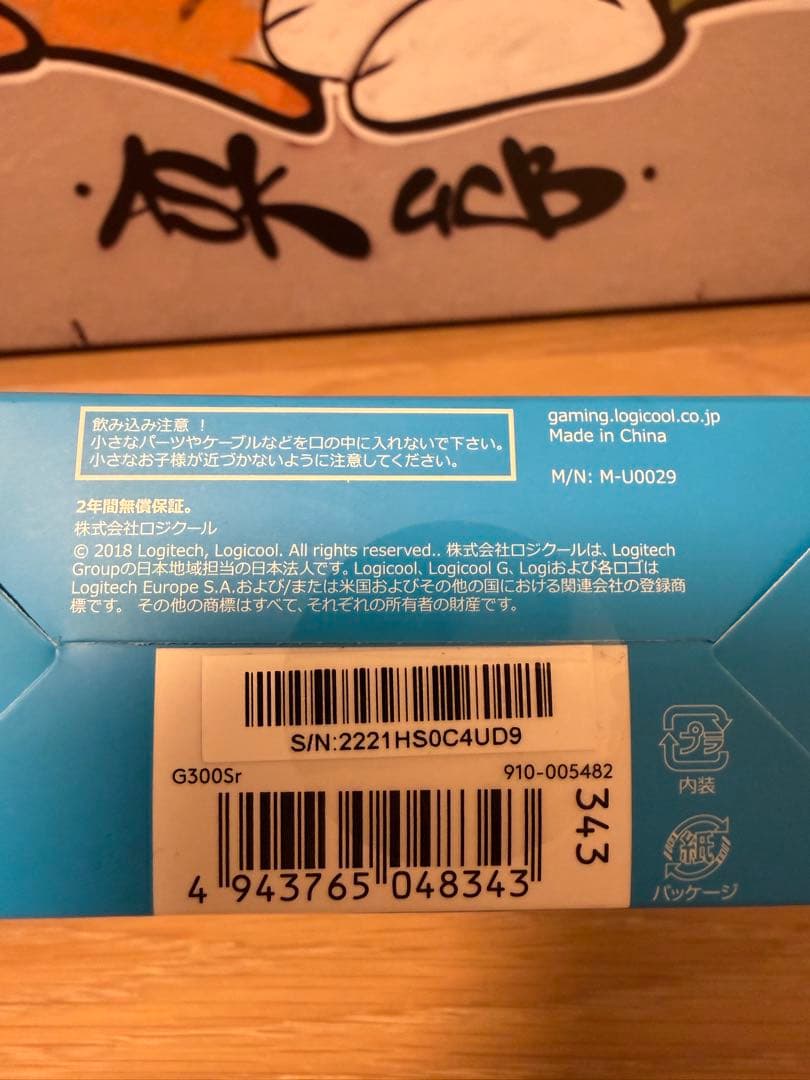 ·ASK GCB·
飲み込み注意 !
小さなパーツやケーブルなどを口の中に入れないで下さい。
小さなお子様が近づかないように注意してください。
gaming.logicool.co.jp
Made in China
M/N: M-U0029
2年間無償保証。
株式会社ロジクール
© 2018 Logitech, Logicool. All rights reserved.. 株式会社ロジクールは、Logitech
Groupの日本地域担当の日本法人です。Logicool、Logicool G、Logiおよび各ロゴは
Logitech Europe S.A.および/または米国およびその他の国における関連会社の登録商
標です。 その他の商標はすべて、それぞれの所有者の財産です。
S/N:2221HS0C4UD9
G300Sr 910-005482
343
4 943765 048343
プラ
内装
紙
パッケージ